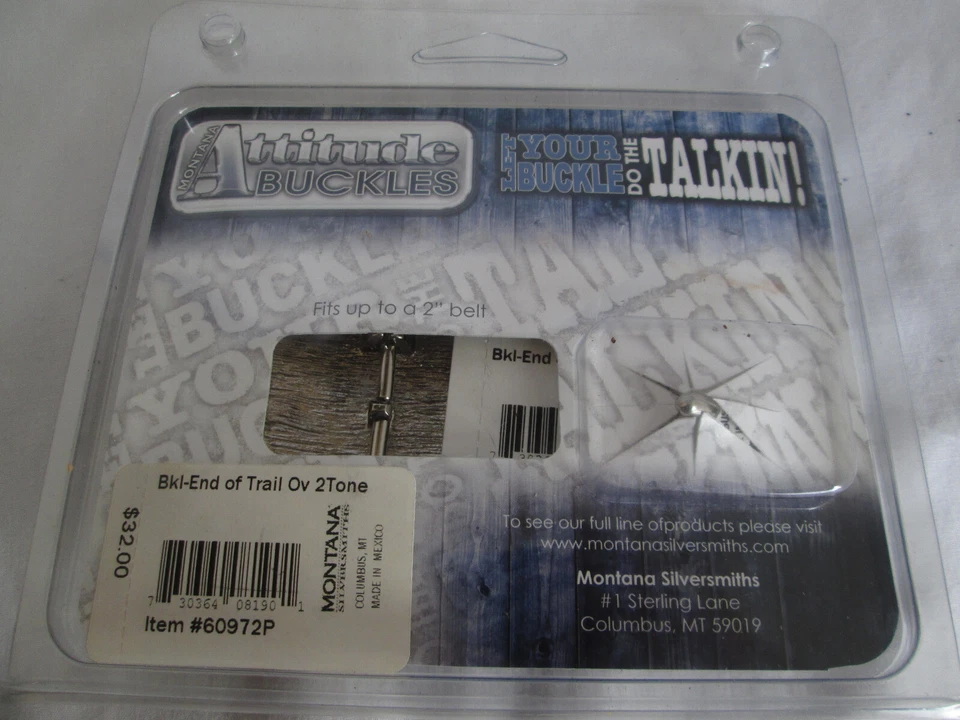 MONTANA
Attitude
BUCKLES
LET YOUR BUCKLE DO THE TALKIN!
Fits up to a 2" belt
Bkl-End
Bkl-End of Trail Ov 2Tone
$32.00
7 30364 08190 1
Item #60972P
MONTANA
SILVERSMITHS
COLUMBUS, MT
MADE IN MEXICO
To see our full line ofproducts please visit
www.montanasilversmiths.com
Montana Silversmiths
#1 Sterling Lane
Columbus, MT 59019